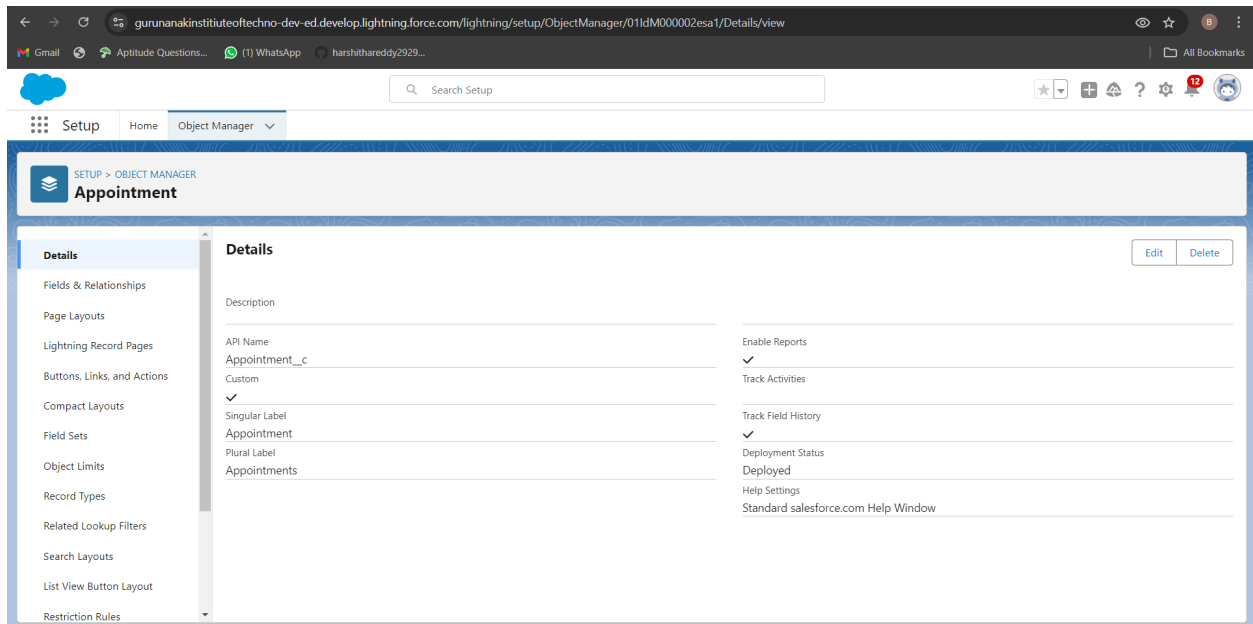 gurunanakinstitiuteoftechno-dev-ed.develop.lightning.force.com/lightning/setup/ObjectManager/01IdM000002esa1/Details/view
B
Gmail
Aptitude Questions...
(1) WhatsApp
harshithareddy2929...
All Bookmarks
Search Setup
12
Setup
Home
Object Manager
SETUP > OBJECT MANAGER
Appointment
Details
Fields & Relationships
Page Layouts
Lightning Record Pages
Buttons, Links, and Actions
Compact Layouts
Field Sets
Object Limits
Record Types
Related Lookup Filters
Search Layouts
List View Button Layout
Restriction Rules
Details
Edit
Delete
Description
API Name
Appointment__c
Custom
Singular Label
Appointment
Plural Label
Appointments
Enable Reports
Track Activities
Track Field History
Deployment Status
Deployed
Help Settings
Standard salesforce.com Help Window